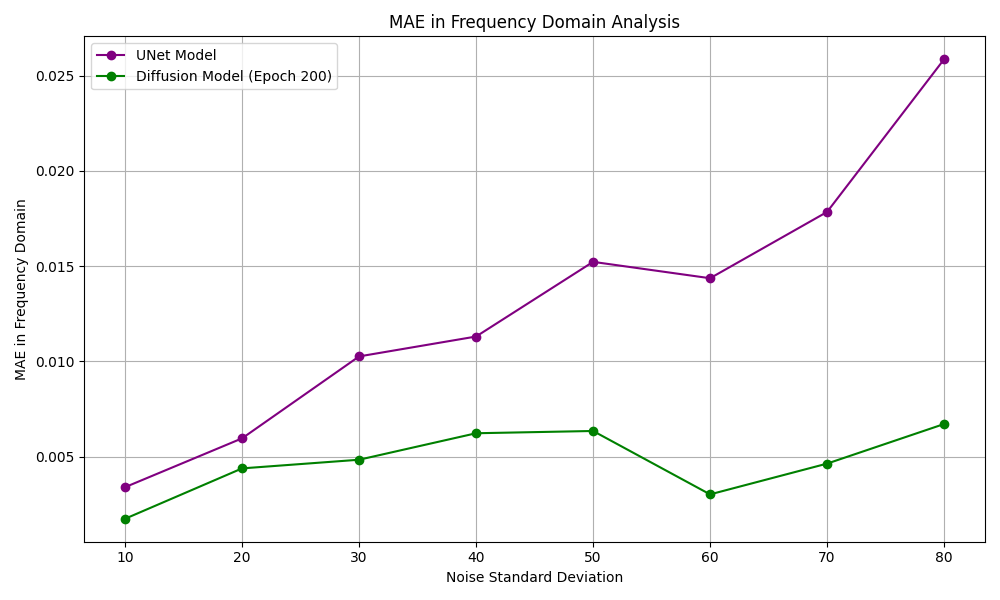 MAE in Frequency Domain Analysis
UNet Model
Diffusion Model (Epoch 200)
MAE in Frequency Domain
0.025
0.020
0.015
0.010
0.005
10 20 30 40 50 60 70 80
Noise Standard Deviation